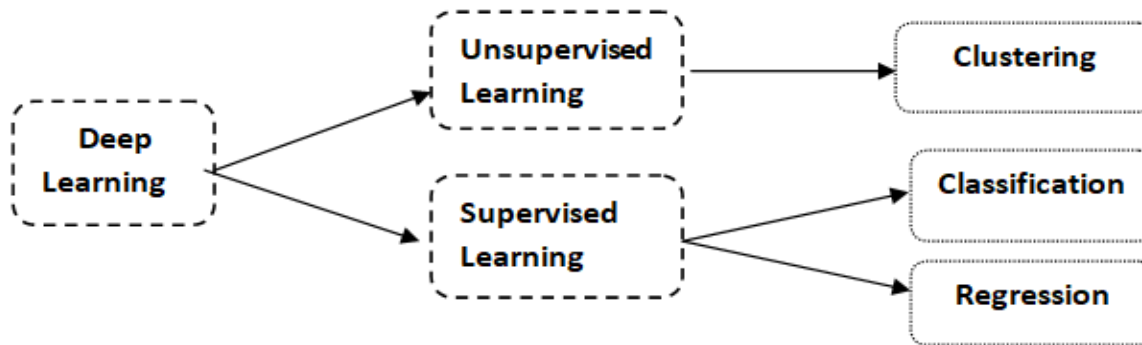 Deep
Learning
Unsupervised
Learning
Supervised
Learning
Clustering
Classification
Regression